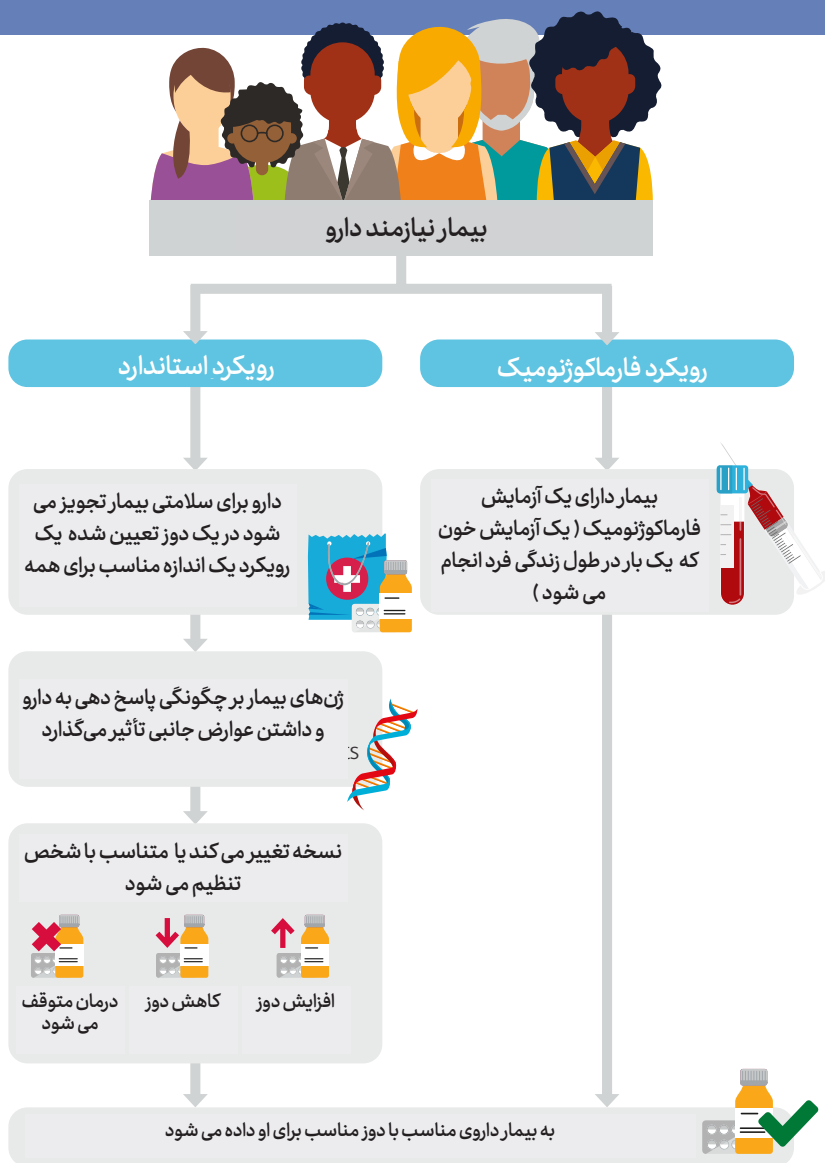 بیمار نیازمند دارو
رویکرد فارماکوژنومیک
رویکرد استاندارد
بیمار دارای یک آزمایش
فارماکوژنومیک ( یک آزمایش خون
که یک بار در طول زندگی فرد انجام
می شود )
دارو برای سلامتی بیمار تجویز می
شود در یک دوز تعیین شده یک
رویکرد یک اندازه مناسب برای همه
ژن‌های بیمار بر چگونگی پاسخ دهی به دارو
و داشتن عوارض جانبی تأثیر می‌گذارد
نسخه تغییر می کند یا متناسب با شخص
تنظیم می شود
افزایش دوز
کاهش دوز
درمان متوقف
می شود
به بیمار داروی مناسب با دوز مناسب برای او داده می شود